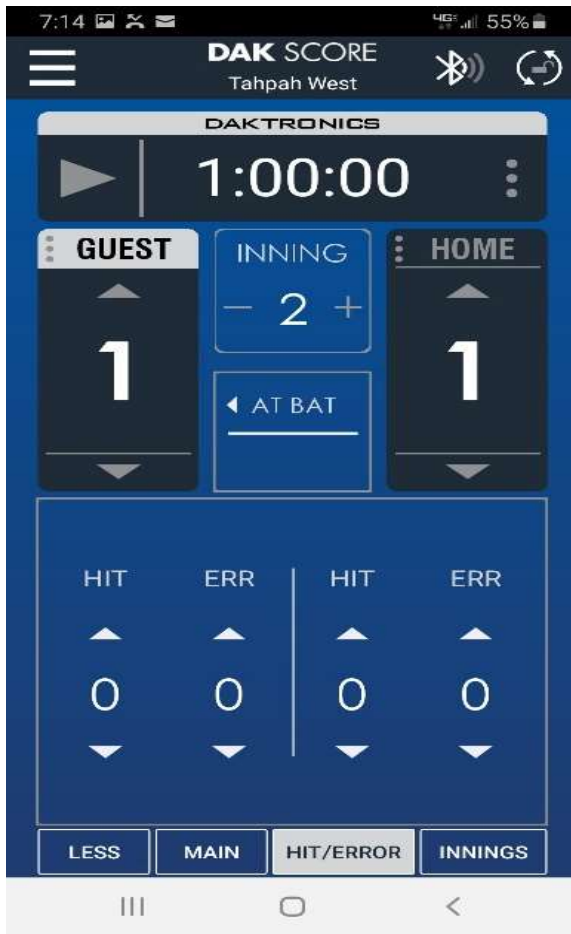 7:14 4G 55%
DAK SCORE
Tahpah West
DAKTRONICS
1:00:00
GUEST INNING HOME
1 − 2 + 1
AT BAT
HIT ERR HIT ERR
0 0 0 0
LESS MAIN HIT/ERROR INNINGS